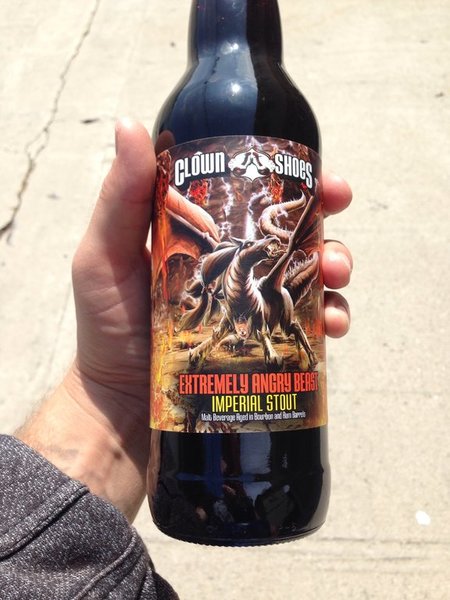 CLOWN SHOES
EXTREMELY ANGRY BEAST
IMPERIAL STOUT
Malt Beverage Aged in Bourbon and Rum Barrels